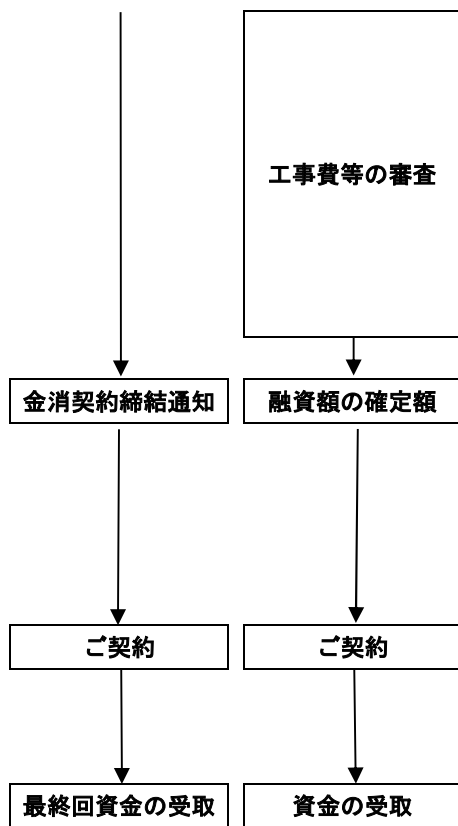 工事費等の審査
金消契約締結通知
融資額の確定額
ご契約
ご契約
最終回資金の受取
資金の受取